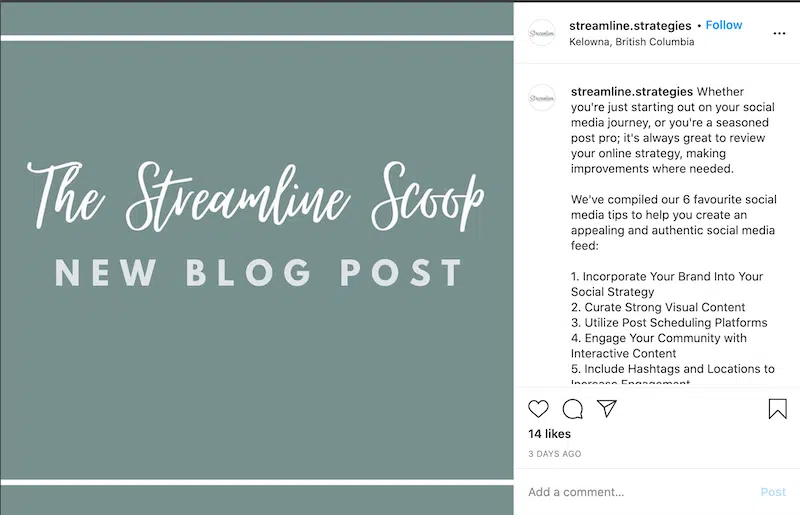 The Streamline Scoop
NEW BLOG POST
Streamline
streamline.strategies • Follow
Kelowna, British Columbia
Streamline
streamline.strategies Whether
you're just starting out on your social
media journey, or you're a seasoned
post pro; it's always great to review
your online strategy, making
improvements where needed.
We've compiled our 6 favourite social
media tips to help you create an
appealing and authentic social media
feed:
1. Incorporate Your Brand Into Your
Social Strategy
2. Curate Strong Visual Content
3. Utilize Post Scheduling Platforms
4. Engage Your Community with
Interactive Content
5. Include Hashtags and Locations to
Increase Engagement
14 likes
3 DAYS AGO
Add a comment...
Post